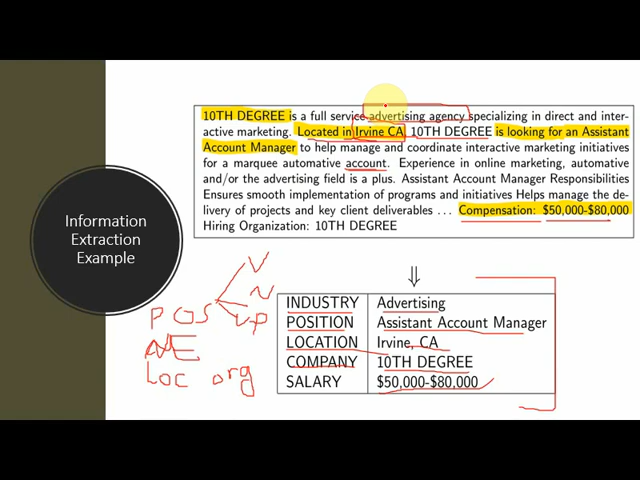 Information
Extraction
Example
10TH DEGREE is a full service advertising agency specializing in direct and inter-
active marketing. Located in Irvine CA, 10TH DEGREE is looking for an Assistant
Account Manager to help manage and coordinate interactive marketing initiatives
for a marquee automative account. Experience in online marketing, automative
and/or the advertising field is a plus. Assistant Account Manager Responsibilities
Ensures smooth implementation of programs and initiatives Helps manage the de-
livery of projects and key client deliverables ... Compensation: $50,000-$80,000
Hiring Organization: 10TH DEGREE
⇓
INDUSTRY Advertising
POSITION Assistant Account Manager
LOCATION Irvine, CA
COMPANY 10TH DEGREE
SALARY $50,000-$80,000
V
N
POS VP
NE
Loc org